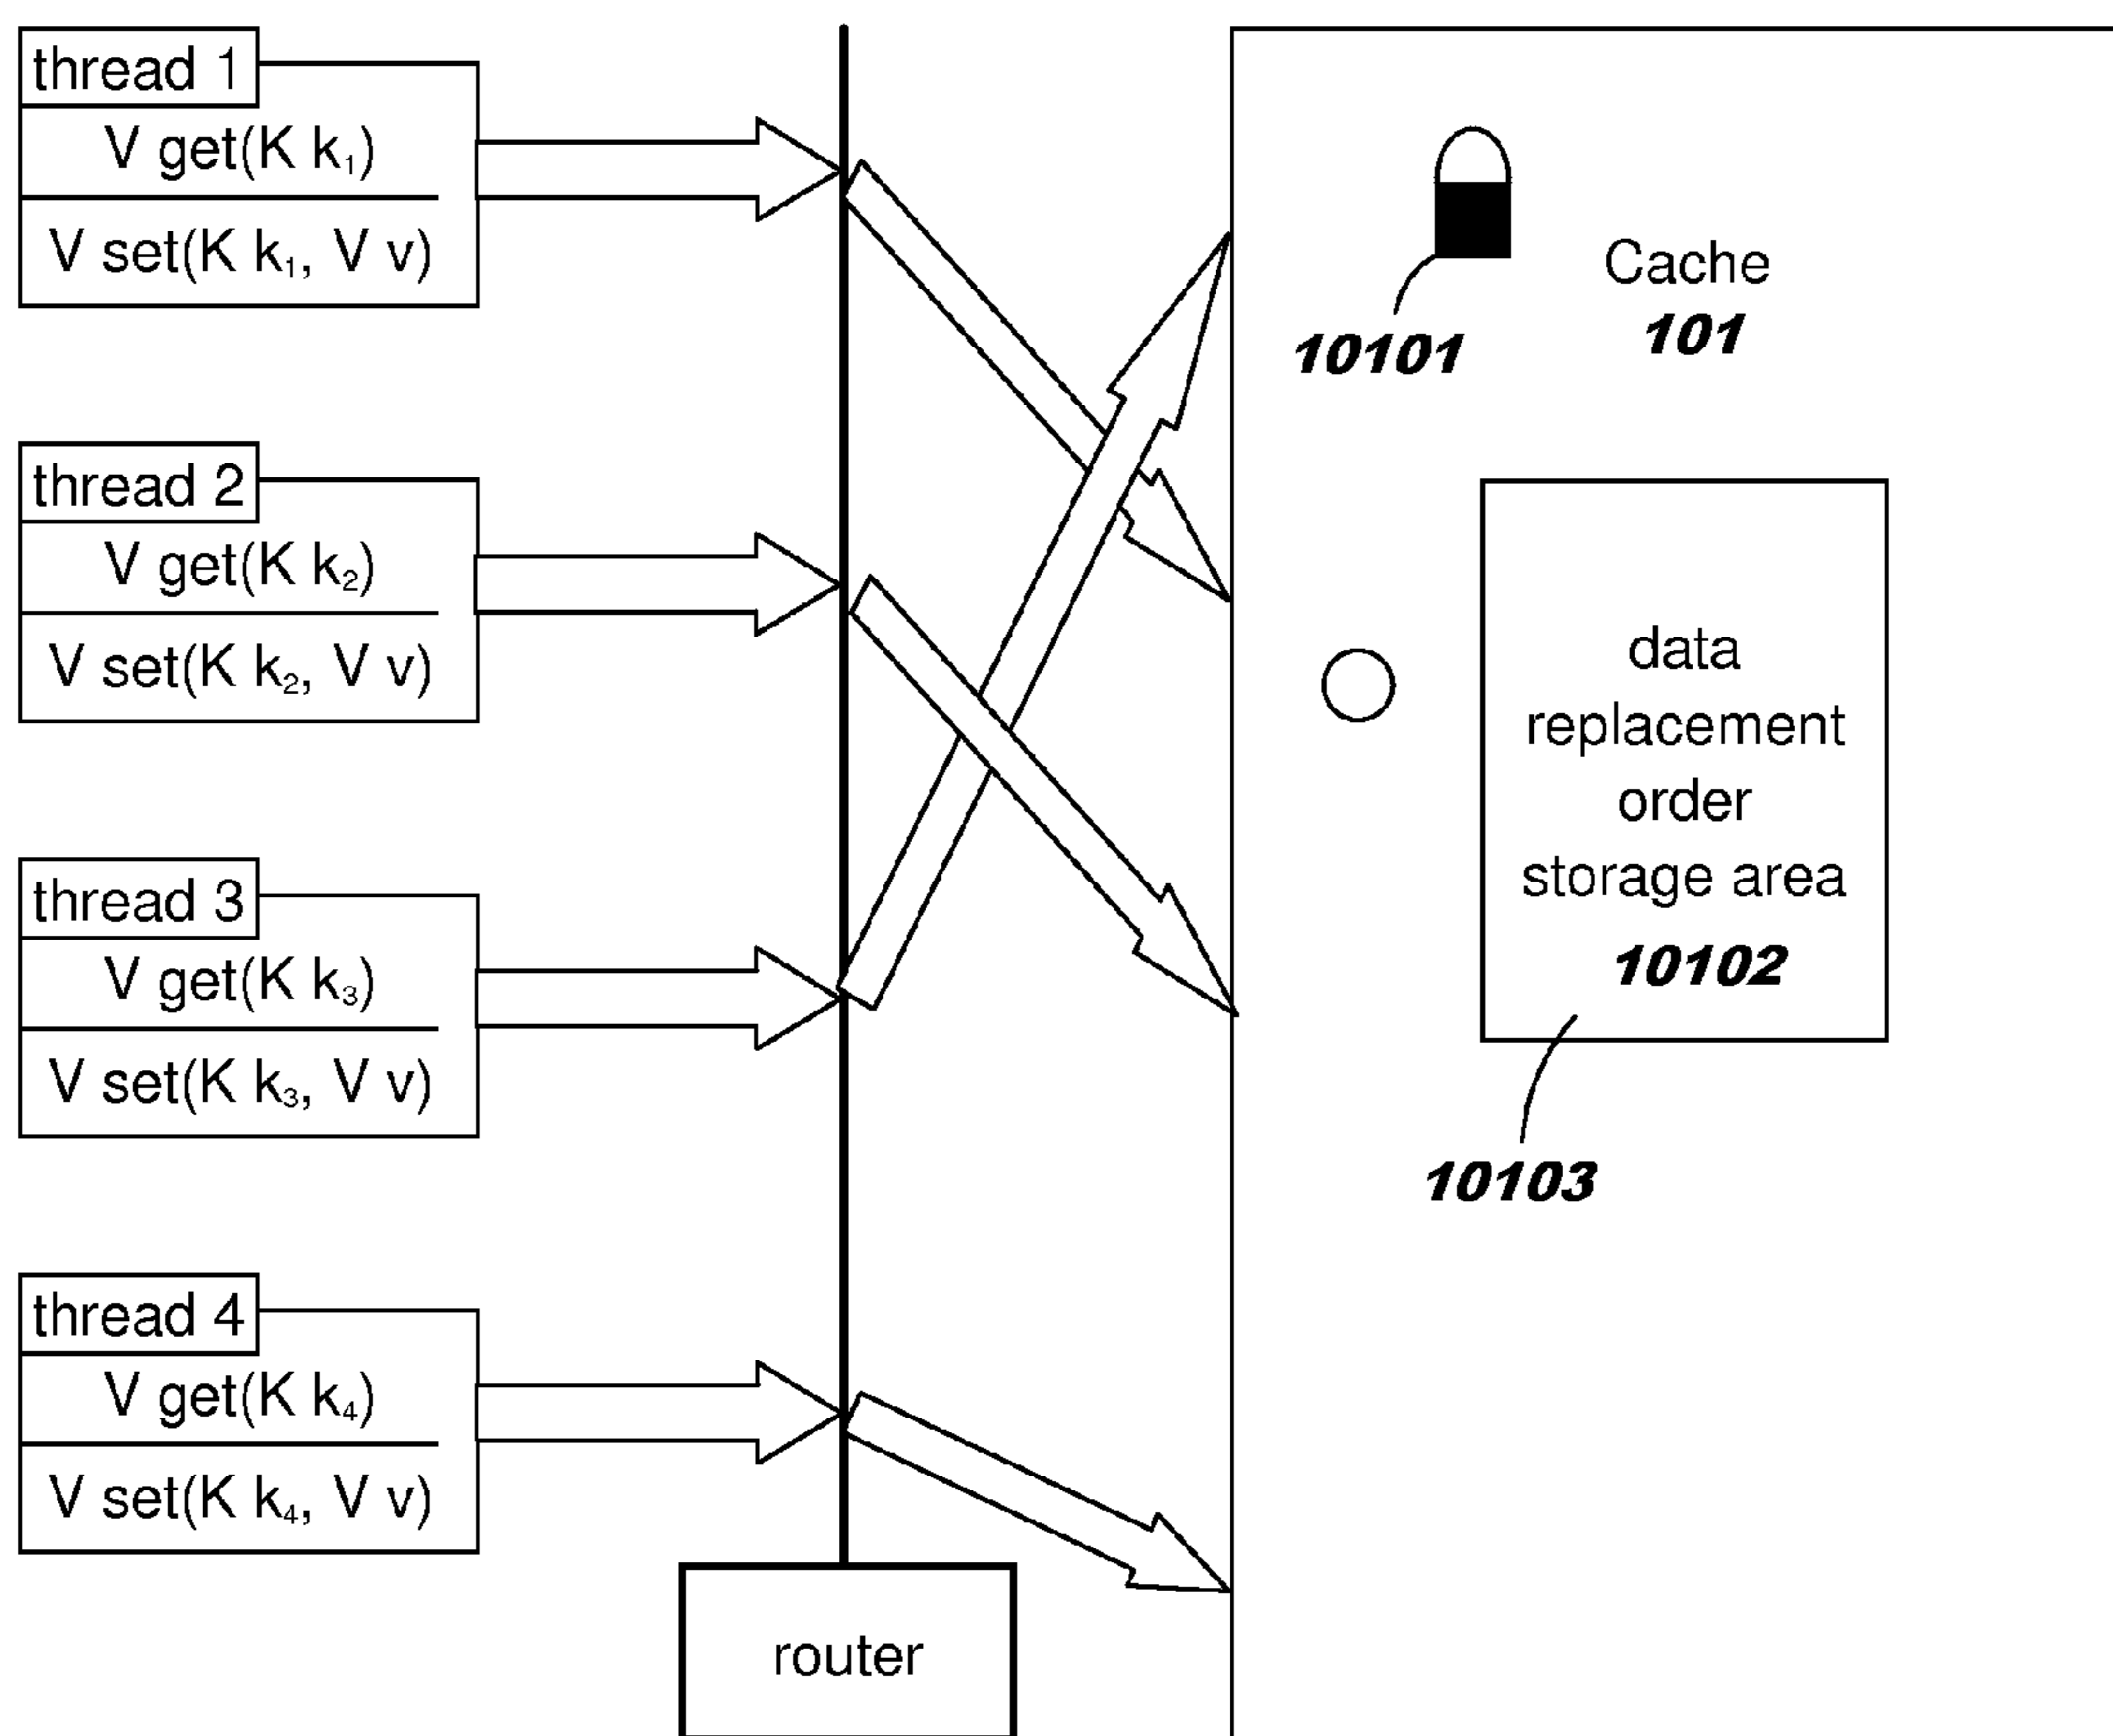 thread 1
V get(K k₁)
V set(K k₁, V v)
thread 2
V get(K k₂)
V set(K k₂, V v)
thread 3
V get(K k₃)
V set(K k₃, V v)
thread 4
V get(K k₄)
V set(K k₄, V v)
router
10101
Cache
101
data
replacement
order
storage area
10102
10103